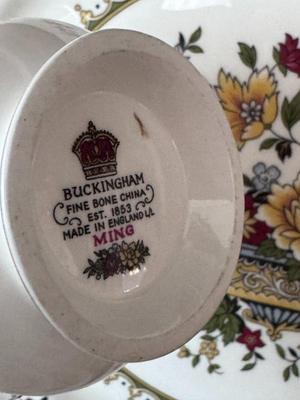 BUCKINGHAM
FINE BONE CHINA
EST. 1853
MADE IN ENGLAND
MING